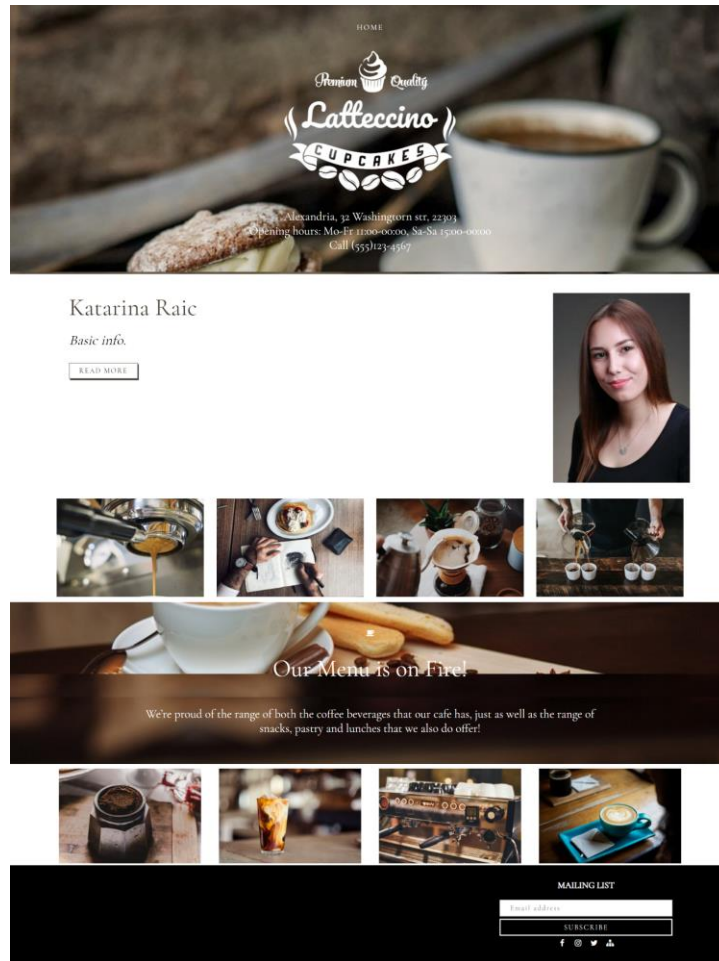 HOME
Premium Quality
Latteccino
CUPCAKES
Alexandria, 32 Washingtorn str, 22303
Opening hours: Mo-Fr 11:00-00:00, Sa-Sa 15:00-00:00
Call (555)123-4567
Katarina Raic
Basic info.
READ MORE
Our Menu is on Fire!
We're proud of the range of both the coffee beverages that our cafe has, just as well as the range of
snacks, pastry and lunches that we also do offer!
MAILING LIST
Email address
SUBSCRIBE